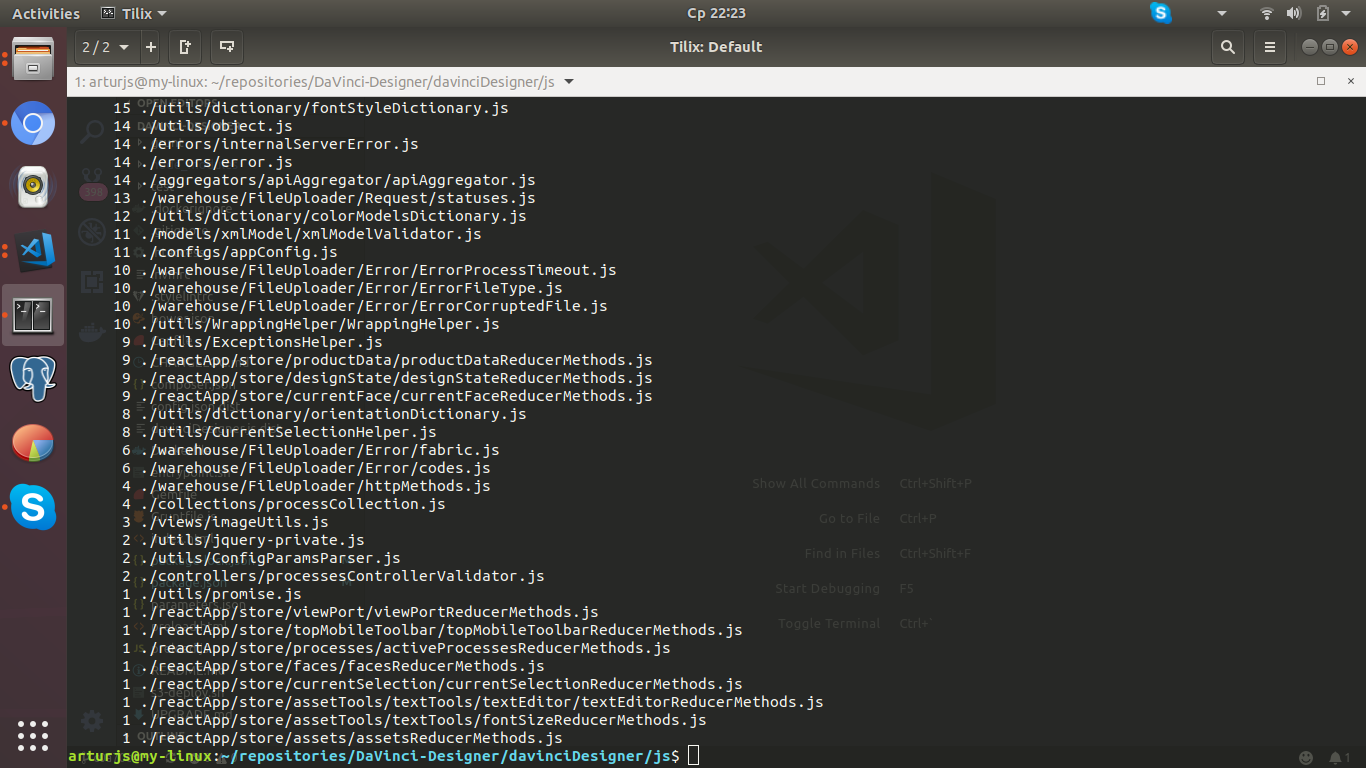 Activities Tilix Ср 22:23
2 / 2 Tilix: Default
1: arturjs@my-linux: ~/repositories/DaVinci-Designer/davinciDesigner/js
15 ./utils/dictionary/fontStyleDictionary.js
14 ./utils/object.js
14 ./errors/internalServerError.js
14 ./errors/error.js
14 ./aggregators/apiAggregator/apiAggregator.js
13 ./warehouse/FileUploader/Request/statuses.js
12 ./utils/dictionary/colorModelsDictionary.js
11 ./models/xmlModel/xmlModelValidator.js
11 ./configs/appConfig.js
10 ./warehouse/FileUploader/Error/ErrorProcessTimeout.js
10 ./warehouse/FileUploader/Error/ErrorFileType.js
10 ./warehouse/FileUploader/Error/ErrorCorruptedFile.js
10 ./utils/WrappingHelper/WrappingHelper.js
9 ./utils/ExceptionsHelper.js
9 ./reactApp/store/productData/productDataReducerMethods.js
9 ./reactApp/store/designState/designStateReducerMethods.js
9 ./reactApp/store/currentFace/currentFaceReducerMethods.js
8 ./utils/dictionary/orientationDictionary.js
8 ./utils/CurrentSelectionHelper.js
6 ./warehouse/FileUploader/Error/fabric.js
6 ./warehouse/FileUploader/Error/codes.js
4 ./warehouse/FileUploader/httpMethods.js
4 ./collections/processCollection.js
3 ./views/imageUtils.js
2 ./utils/jquery-private.js
2 ./utils/ConfigParamsParser.js
2 ./controllers/processesControllerValidator.js
1 ./utils/promise.js
1 ./reactApp/store/viewPort/viewPortReducerMethods.js
1 ./reactApp/store/topMobileToolbar/topMobileToolbarReducerMethods.js
1 ./reactApp/store/processes/activeProcessesReducerMethods.js
1 ./reactApp/store/faces/facesReducerMethods.js
1 ./reactApp/store/currentSelection/currentSelectionReducerMethods.js
1 ./reactApp/store/assetTools/textTools/textEditor/textEditorReducerMethods.js
1 ./reactApp/store/assetTools/textTools/fontSizeReducerMethods.js
1 ./reactApp/store/assets/assetsReducerMethods.js
arturjs@my-linux:~/repositories/DaVinci-Designer/davinciDesigner/js$
Show All Commands Ctrl+Shift+P
Go to File Ctrl+P
Find in Files Ctrl+Shift+F
Start Debugging F5
Toggle Terminal Ctrl+`
398
1